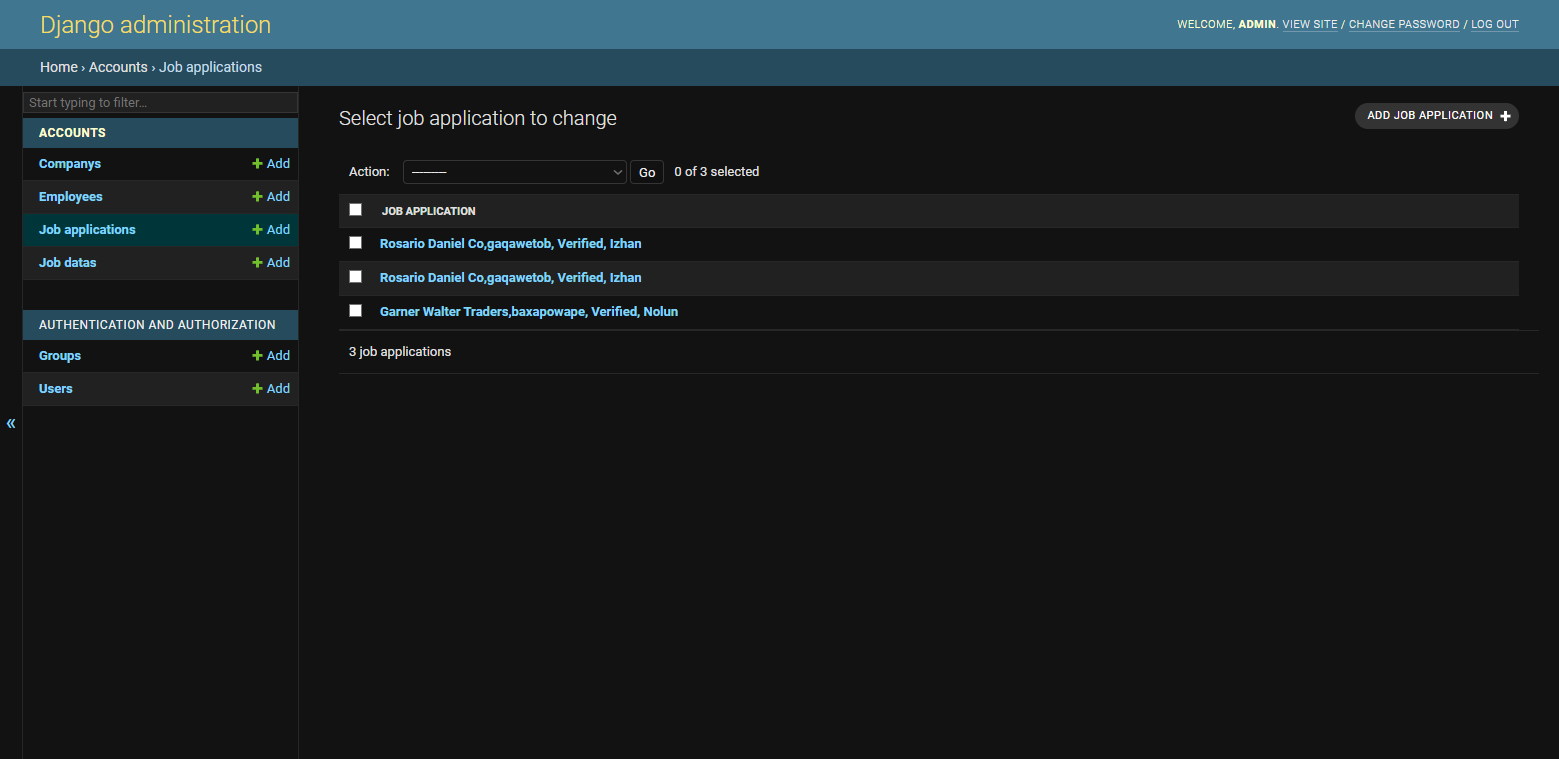 Django administration
WELCOME, ADMIN. VIEW SITE / CHANGE PASSWORD / LOG OUT
Home › Accounts › Job applications
Start typing to filter...
ACCOUNTS
Companys + Add
Employees + Add
Job applications + Add
Job datas + Add
AUTHENTICATION AND AUTHORIZATION
Groups + Add
Users + Add
«
Select job application to change
ADD JOB APPLICATION +
Action: --------- Go 0 of 3 selected
JOB APPLICATION
Rosario Daniel Co,gaqawetob, Verified, Izhan
Rosario Daniel Co,gaqawetob, Verified, Izhan
Garner Walter Traders,baxapowape, Verified, Nolun
3 job applications